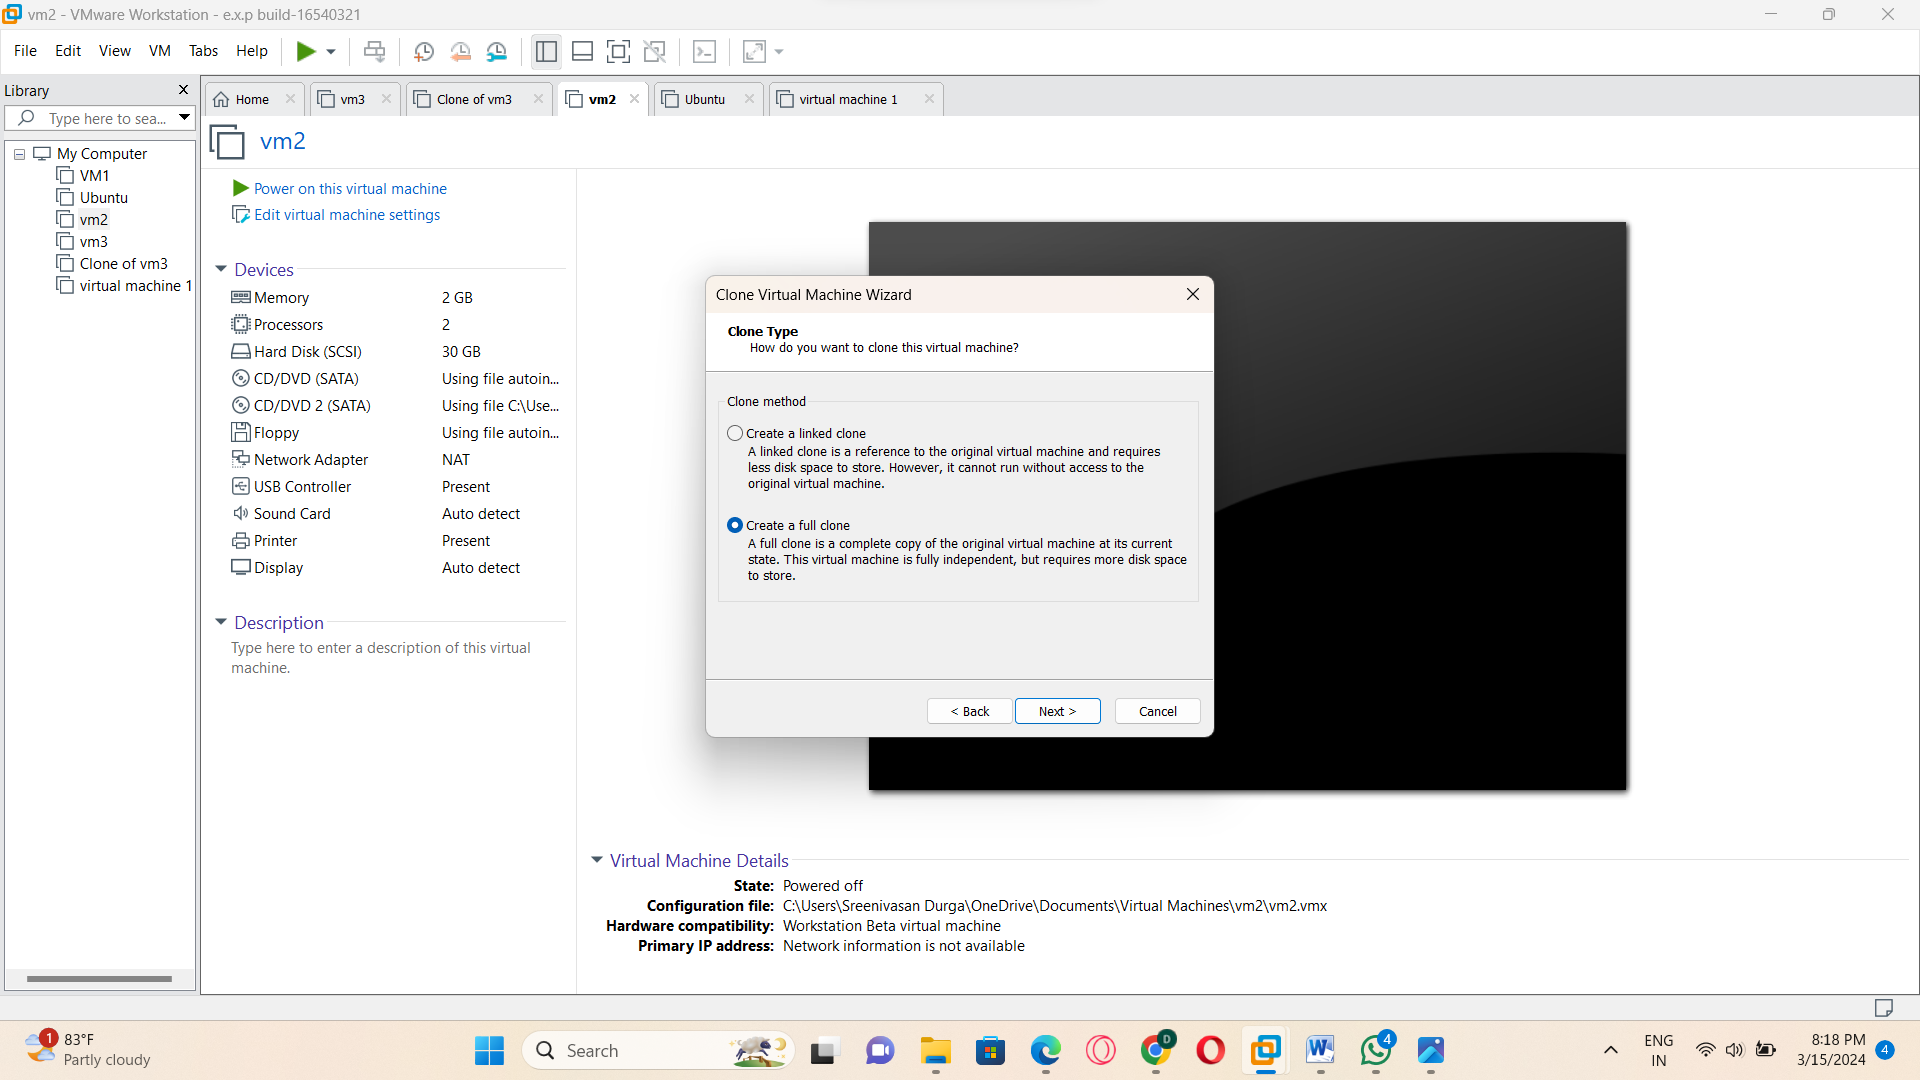 vm2 - VMware Workstation - e.x.p build-16540321
File Edit View VM Tabs Help
Library
Type here to sea...
My Computer
VM1
Ubuntu
vm2
vm3
Clone of vm3
virtual machine 1
Home vm3 Clone of vm3 vm2 Ubuntu virtual machine 1
vm2
Power on this virtual machine
Edit virtual machine settings
Devices
Memory 2 GB
Processors 2
Hard Disk (SCSI) 30 GB
CD/DVD (SATA) Using file autoin...
CD/DVD 2 (SATA) Using file C:\Use...
Floppy Using file autoin...
Network Adapter NAT
USB Controller Present
Sound Card Auto detect
Printer Present
Display Auto detect
Description
Type here to enter a description of this virtual
machine.
Clone Virtual Machine Wizard
Clone Type
How do you want to clone this virtual machine?
Clone method
Create a linked clone
A linked clone is a reference to the original virtual machine and requires
less disk space to store. However, it cannot run without access to the
original virtual machine.
Create a full clone
A full clone is a complete copy of the original virtual machine at its current
state. This virtual machine is fully independent, but requires more disk space
to store.
< Back Next > Cancel
Virtual Machine Details
State: Powered off
Configuration file: C:\Users\Sreenivasan Durga\OneDrive\Documents\Virtual Machines\vm2\vm2.vmx
Hardware compatibility: Workstation Beta virtual machine
Primary IP address: Network information is not available
1
83°F
Partly cloudy
Search
D
W
4
ENG
IN
8:18 PM
3/15/2024
4